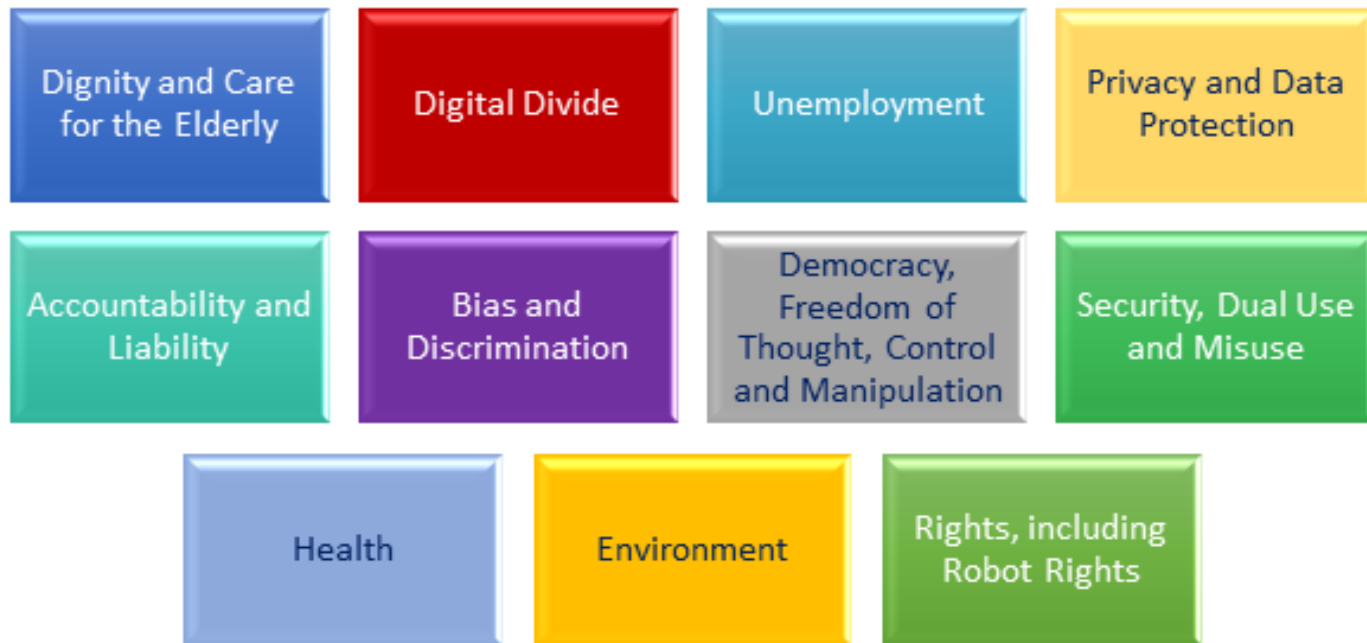 Dignity and Care
for the Elderly
Digital Divide
Unemployment
Privacy and Data
Protection
Accountability and
Liability
Bias and
Discrimination
Democracy,
Freedom of
Thought, Control
and Manipulation
Security, Dual Use
and Misuse
Health
Environment
Rights, including
Robot Rights